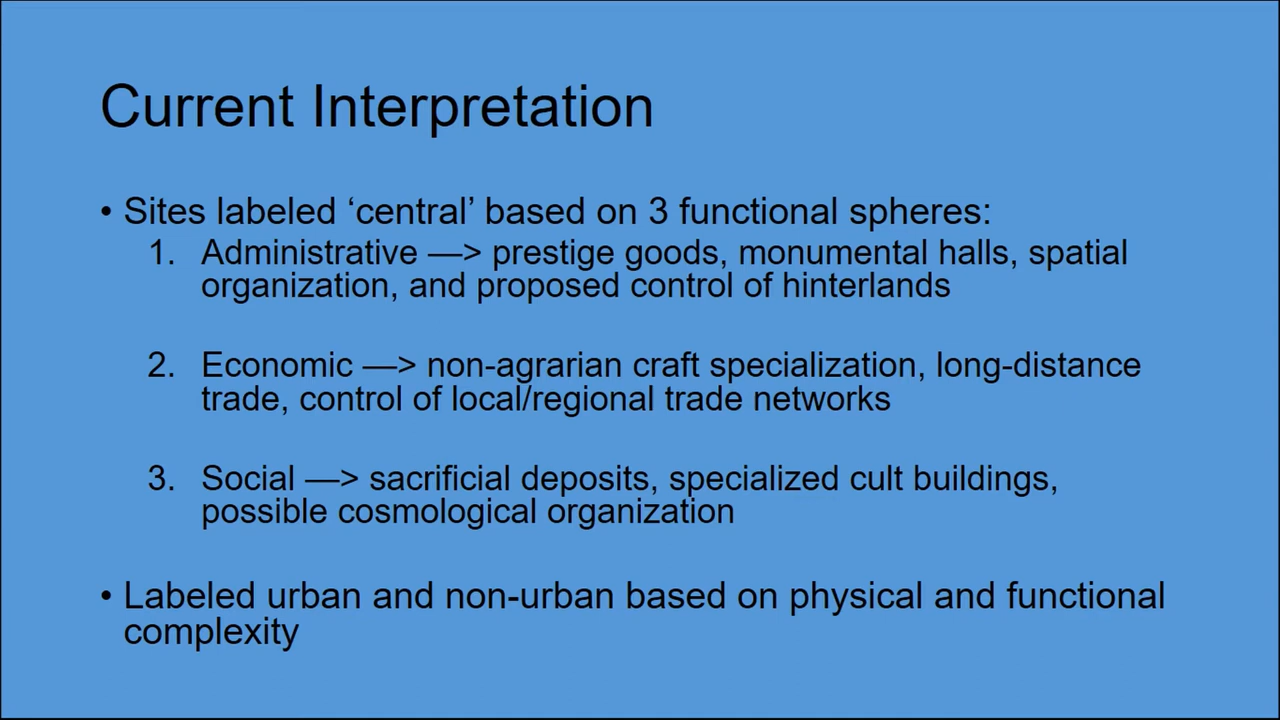 Current Interpretation
• Sites labeled ‘central’ based on 3 functional spheres:
1. Administrative —> prestige goods, monumental halls, spatial
organization, and proposed control of hinterlands
2. Economic —> non-agrarian craft specialization, long-distance
trade, control of local/regional trade networks
3. Social —> sacrificial deposits, specialized cult buildings,
possible cosmological organization
• Labeled urban and non-urban based on physical and functional
complexity